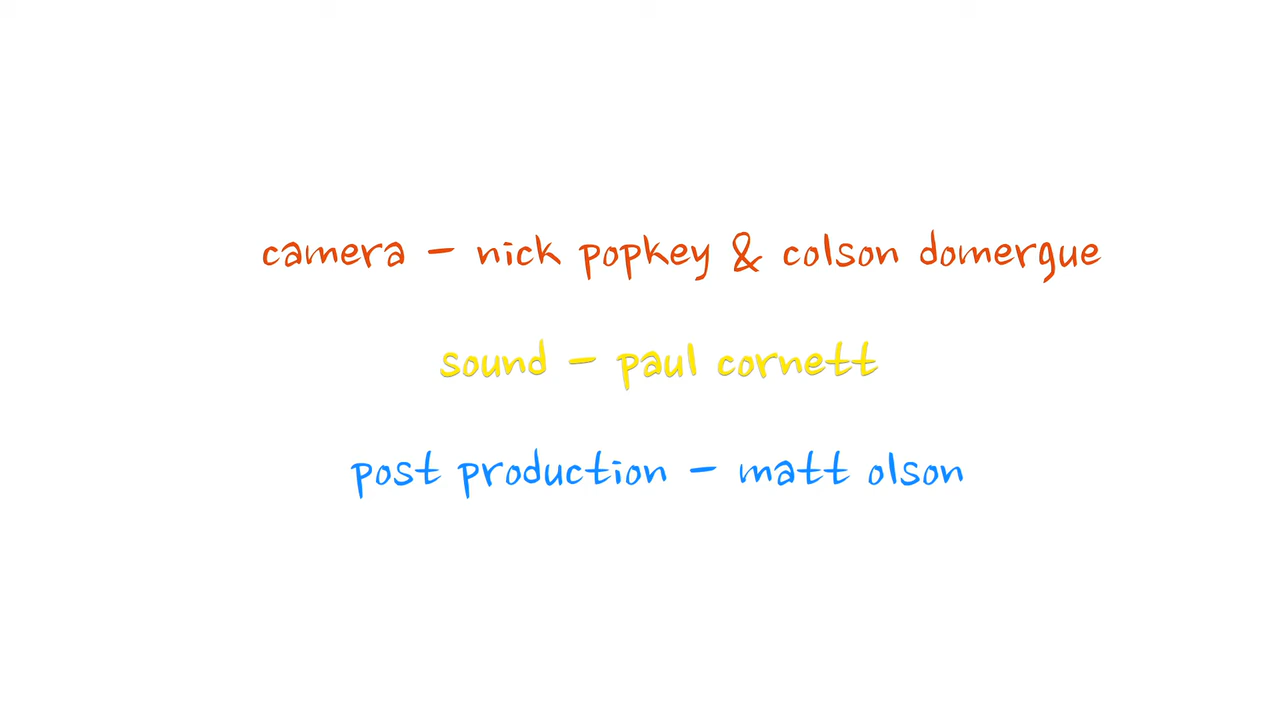 camera - nick popkey & colson domergue
sound - paul cornett
post production - matt olson